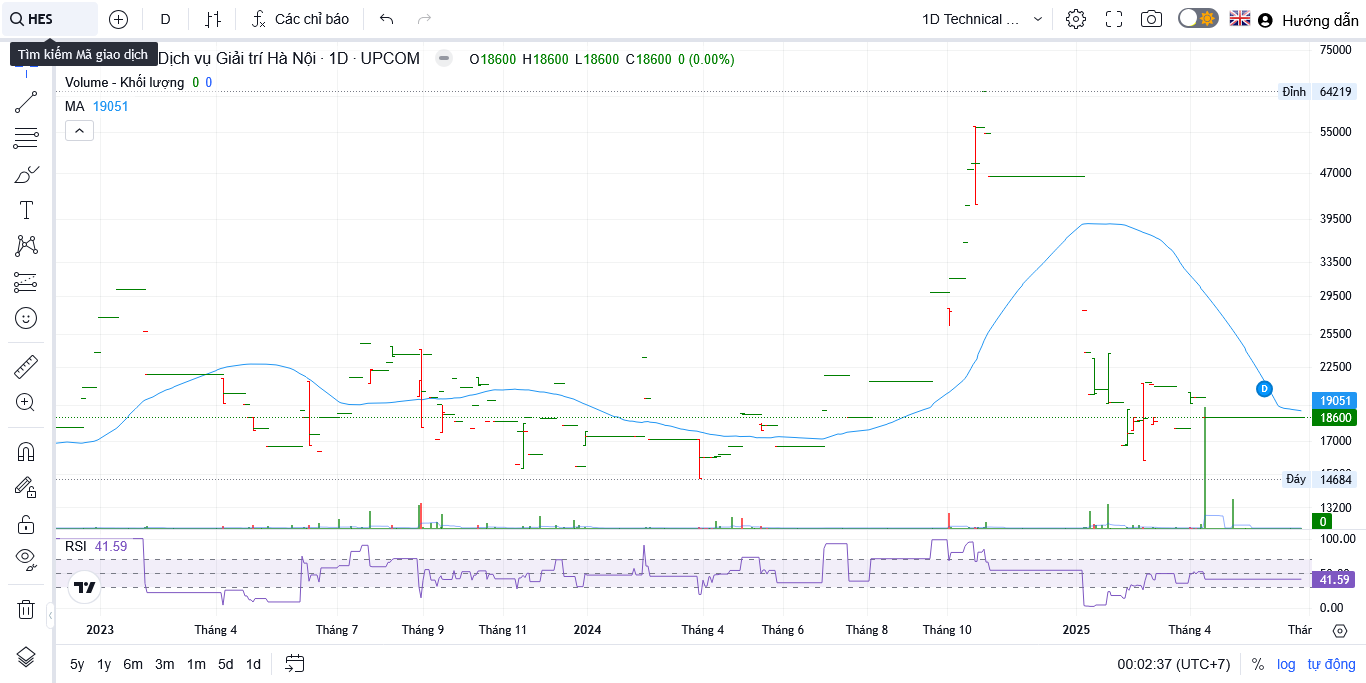 HES
D
Các chỉ báo
1D Technical ...
Hướng dẫn
Tìm kiếm Mã giao dịch
Dịch vụ Giải trí Hà Nội · 1D · UPCOM
O18600 H18600 L18600 C18600 0 (0.00%)
Volume - Khối lượng 0 0
MA 19051
75000
Đỉnh 64219
55000
47000
39500
33500
29500
25500
22500
D
19051
18600
17000
Đáy 14684
13200
0
RSI 41.59
100.00
41.59
0.00
2023
Tháng 4
Tháng 7
Tháng 9
Tháng 11
2024
Tháng 4
Tháng 6
Tháng 8
Tháng 10
2025
Tháng 4
Thár
5y 1y 6m 3m 1m 5d 1d
00:02:37 (UTC+7)
% log tự động